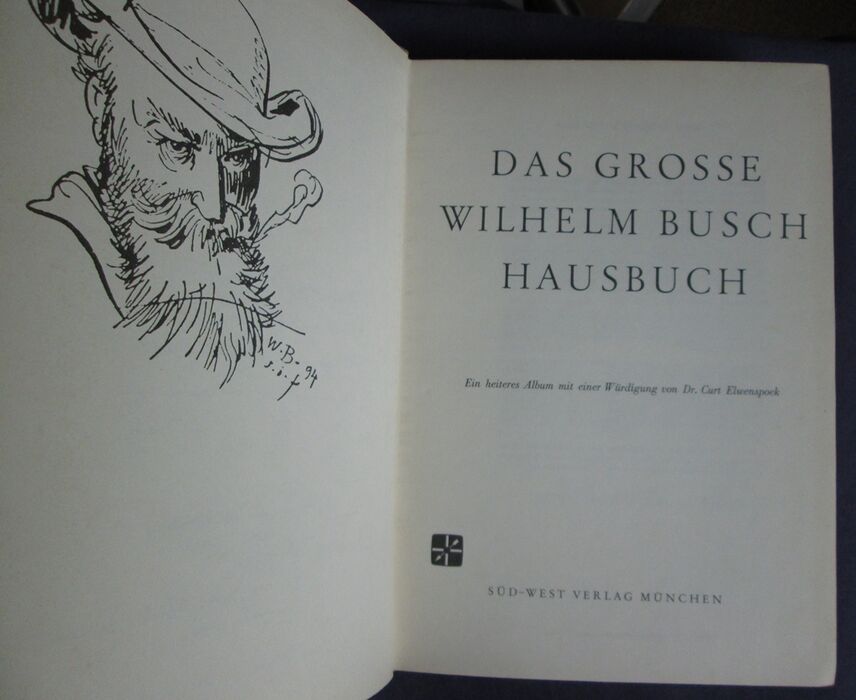 W.B. 94
s. i. f
DAS GROSSE
WILHELM BUSCH
HAUSBUCH
Ein heiteres Album mit einer Würdigung von Dr. Curt Elwenspoek
SÜD-WEST VERLAG MÜNCHEN